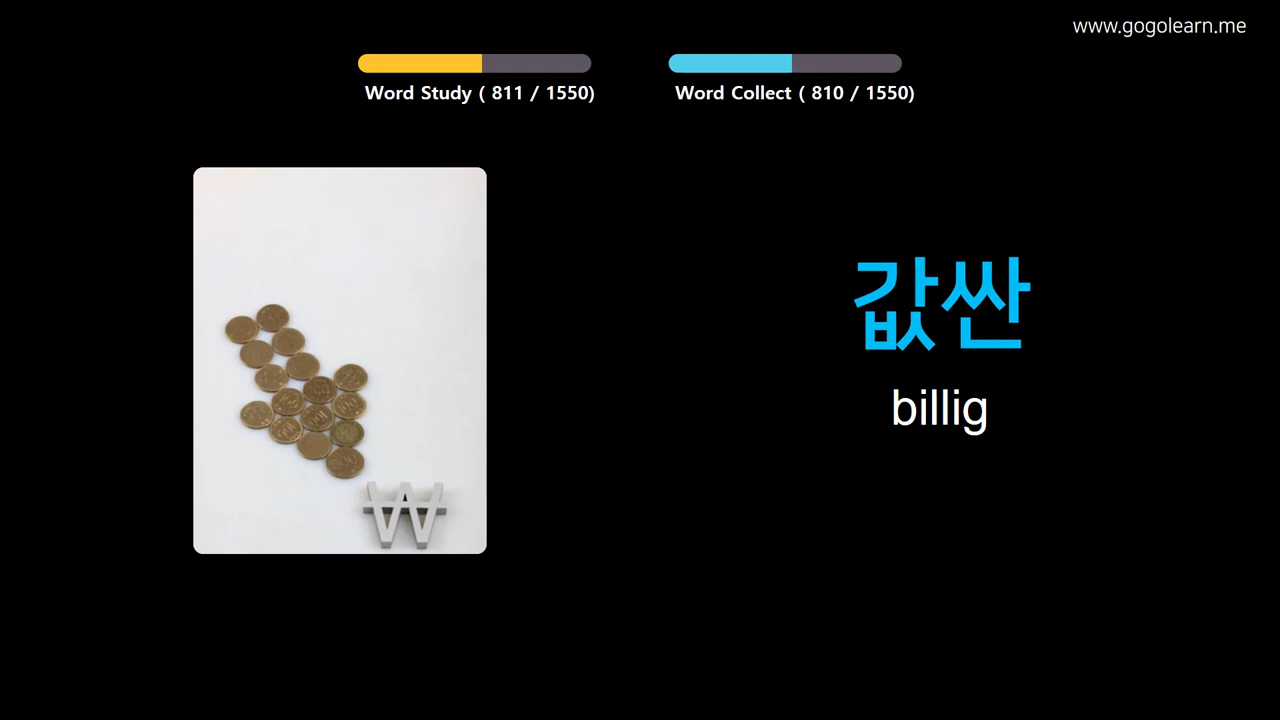 www.gogolearn.me
Word Study ( 811 / 1550)
Word Collect ( 810 / 1550)
값싼
billig
₩